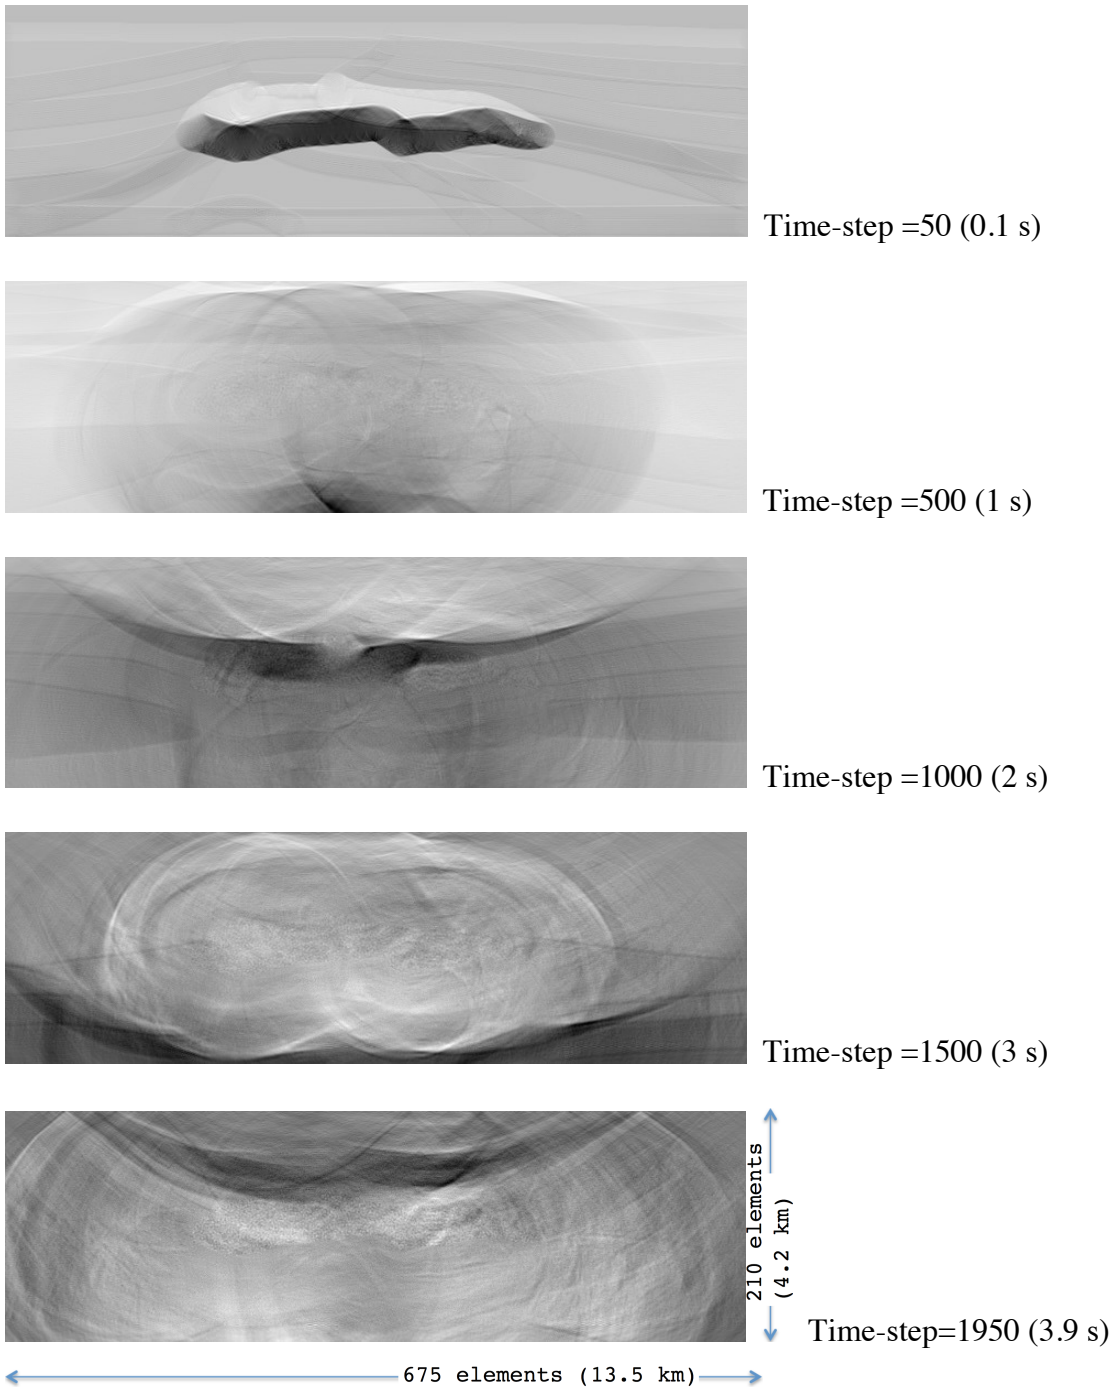 Time-step =50 (0.1 s)
Time-step =500 (1 s)
Time-step =1000 (2 s)
Time-step =1500 (3 s)
210 elements
(4.2 km)
Time-step=1950 (3.9 s)
675 elements (13.5 km)